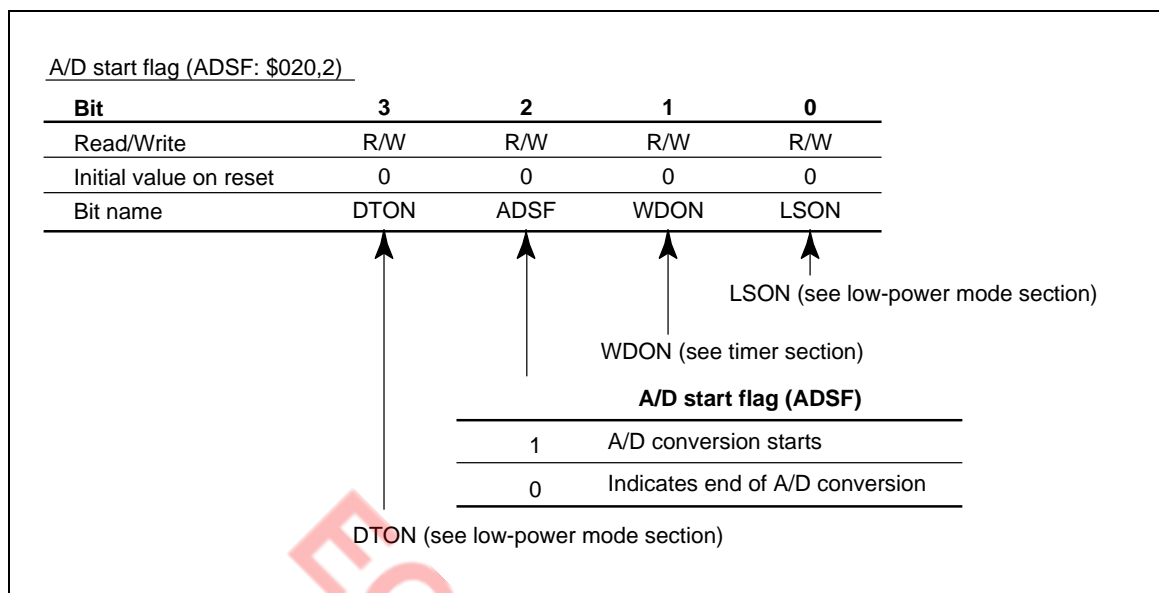 A/D start flag (ADSF: $020,2)
Bit 3 2 1 0
Read/Write R/W R/W R/W R/W
Initial value on reset 0 0 0 0
Bit name DTON ADSF WDON LSON
LSON (see low-power mode section)
WDON (see timer section)
A/D start flag (ADSF)
1 A/D conversion starts
0 Indicates end of A/D conversion
DTON (see low-power mode section)